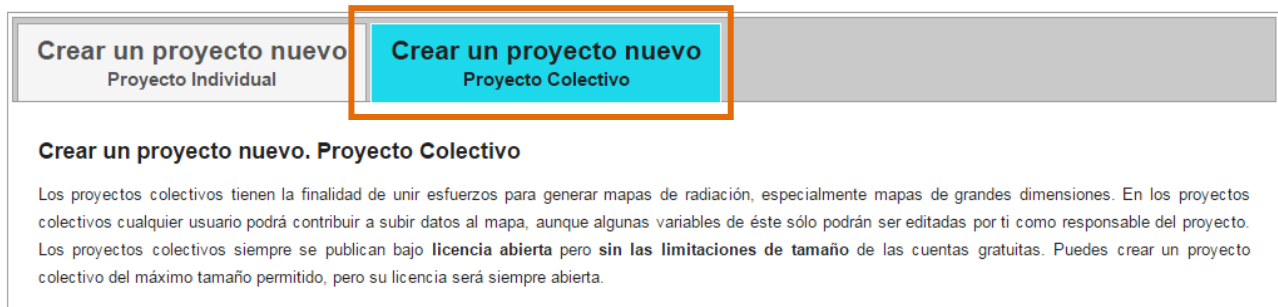 Crear un proyecto nuevo
Proyecto Individual
Crear un proyecto nuevo
Proyecto Colectivo
Crear un proyecto nuevo. Proyecto Colectivo
Los proyectos colectivos tienen la finalidad de unir esfuerzos para generar mapas de radiación, especialmente mapas de grandes dimensiones. En los proyectos
colectivos cualquier usuario podrá contribuir a subir datos al mapa, aunque algunas variables de éste sólo podrán ser editadas por ti como responsable del proyecto.
Los proyectos colectivos siempre se publican bajo licencia abierta pero sin las limitaciones de tamaño de las cuentas gratuitas. Puedes crear un proyecto
colectivo del máximo tamaño permitido, pero su licencia será siempre abierta.